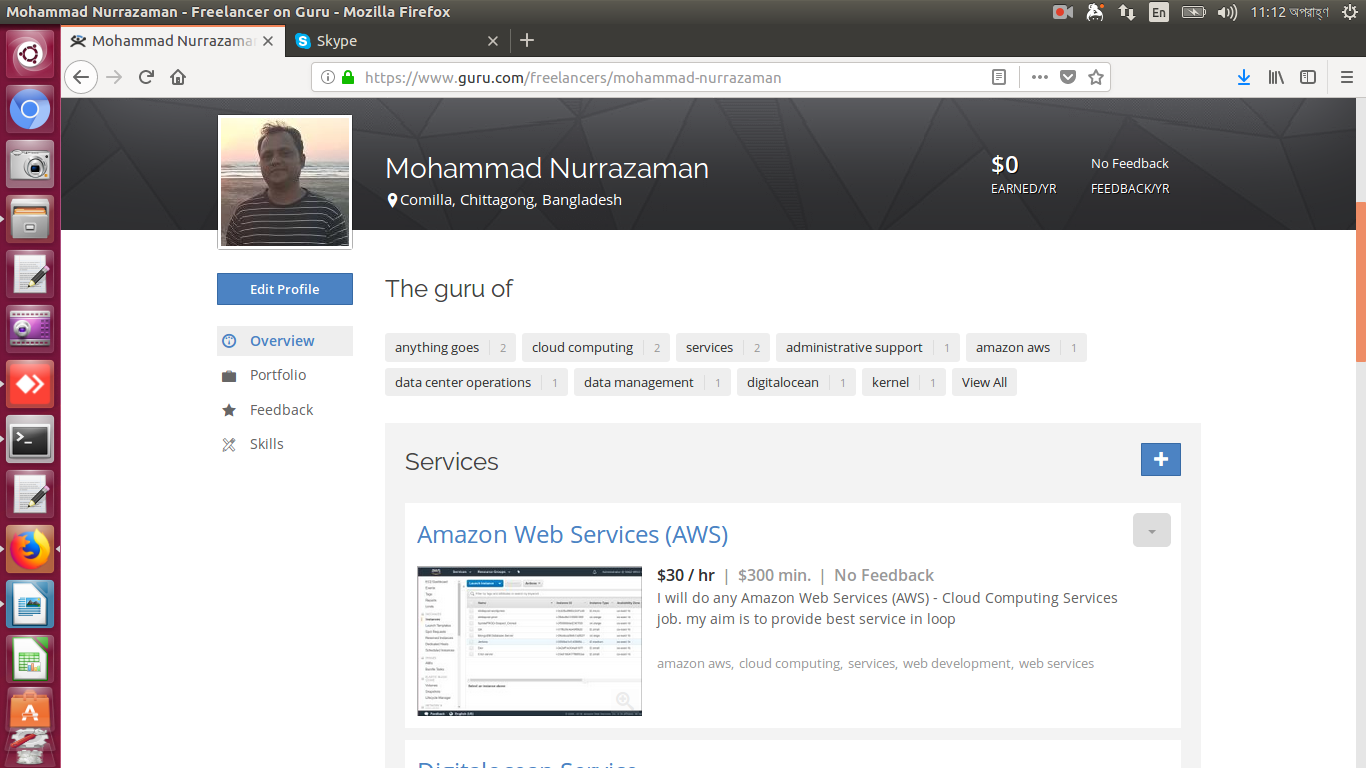 Mohammad Nurrazaman - Freelancer on Guru - Mozilla Firefox
En
11:12 অপরাহ্ণ
Mohammad Nurrazama
Skype
https://www.guru.com/freelancers/mohammad-nurrazaman
Mohammad Nurrazaman
Comilla, Chittagong, Bangladesh
$0
EARNED/YR
No Feedback
FEEDBACK/YR
Edit Profile
Overview
Portfolio
Feedback
Skills
The guru of
anything goes 2
cloud computing 2
services 2
administrative support 1
amazon aws 1
data center operations 1
data management 1
digitalocean 1
kernel 1
View All
Services
Amazon Web Services (AWS)
$30 / hr | $300 min. | No Feedback
I will do any Amazon Web Services (AWS) - Cloud Computing Services
job. my aim is to provide best service in loop
amazon aws, cloud computing, services, web development, web services
Digitalocean Service